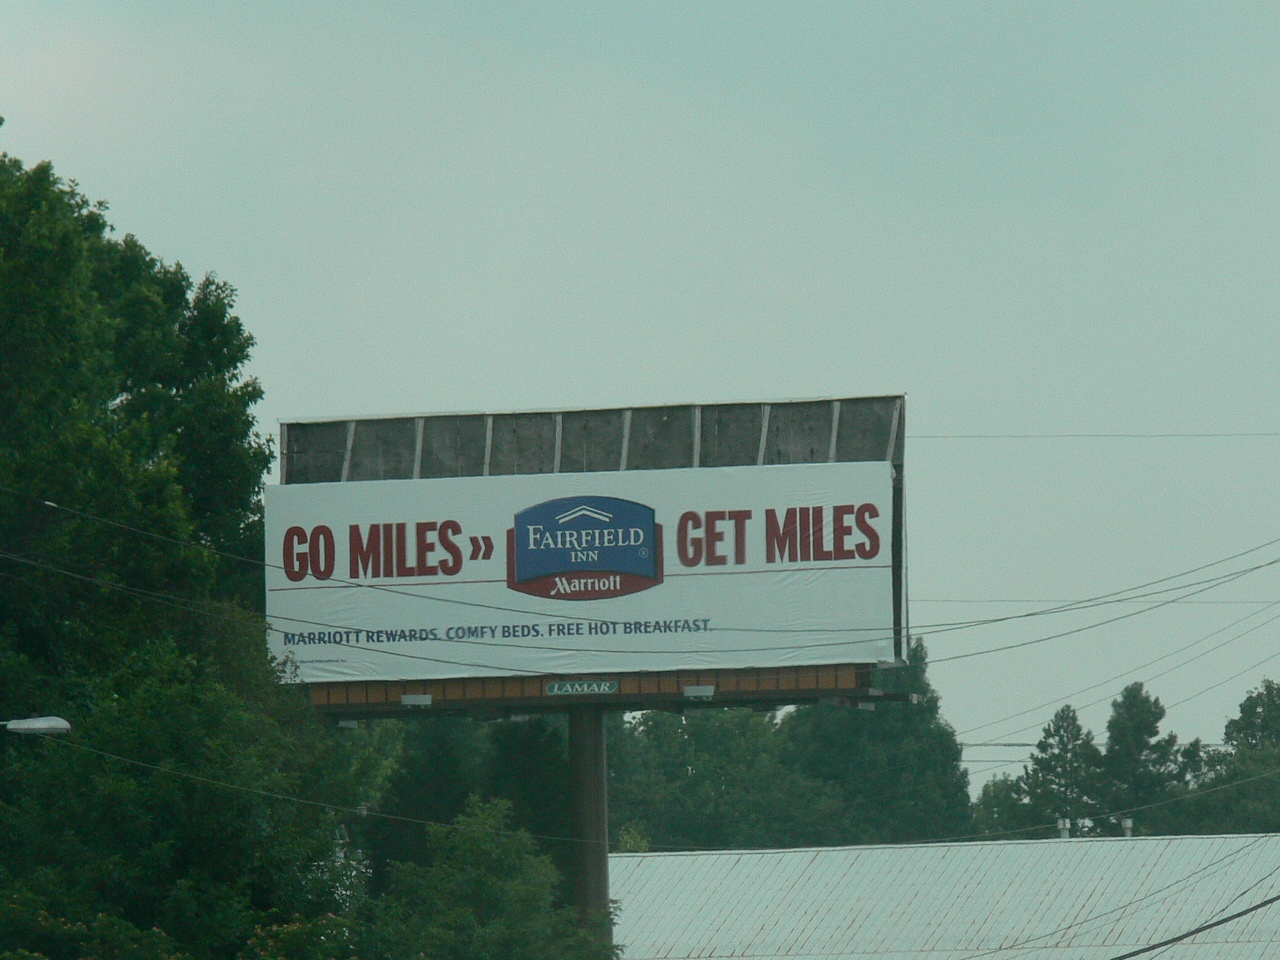 GO MILES» FAIRFIELD INN ® Marriott GET MILES
MARRIOTT REWARDS. COMFY BEDS. FREE HOT BREAKFAST.
LAMAR